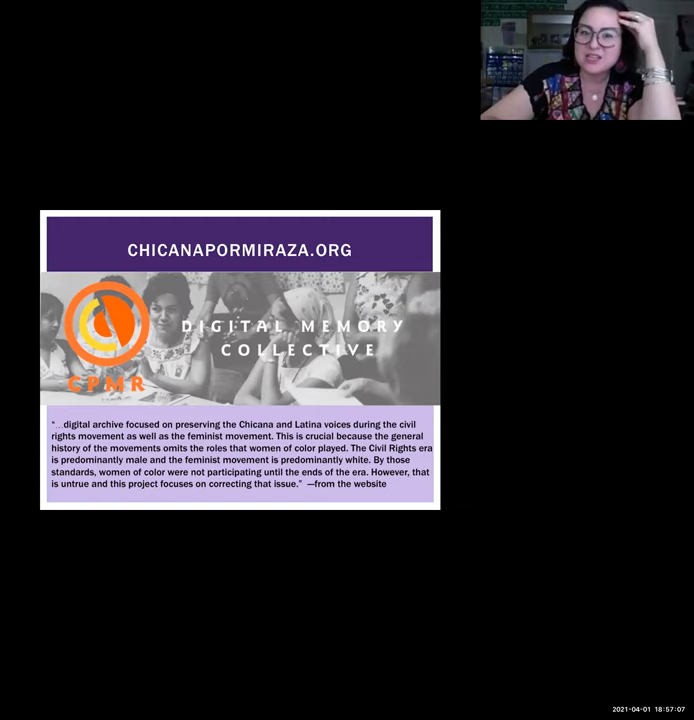 CHICANAPORMIRAZA.ORG
DIGITAL MEMORY
COLLECTIVE
CPMR
"...digital archive focused on preserving the Chicana and Latina voices during the civil
rights movement as well as the feminist movement. This is crucial because the general
history of the movements omits the roles that women of color played. The Civil Rights era
is predominantly male and the feminist movement is predominantly white. By those
standards, women of color were not participating until the ends of the era. However, that
is untrue and this project focuses on correcting that issue." —from the website
2021-04-01 18:57:07